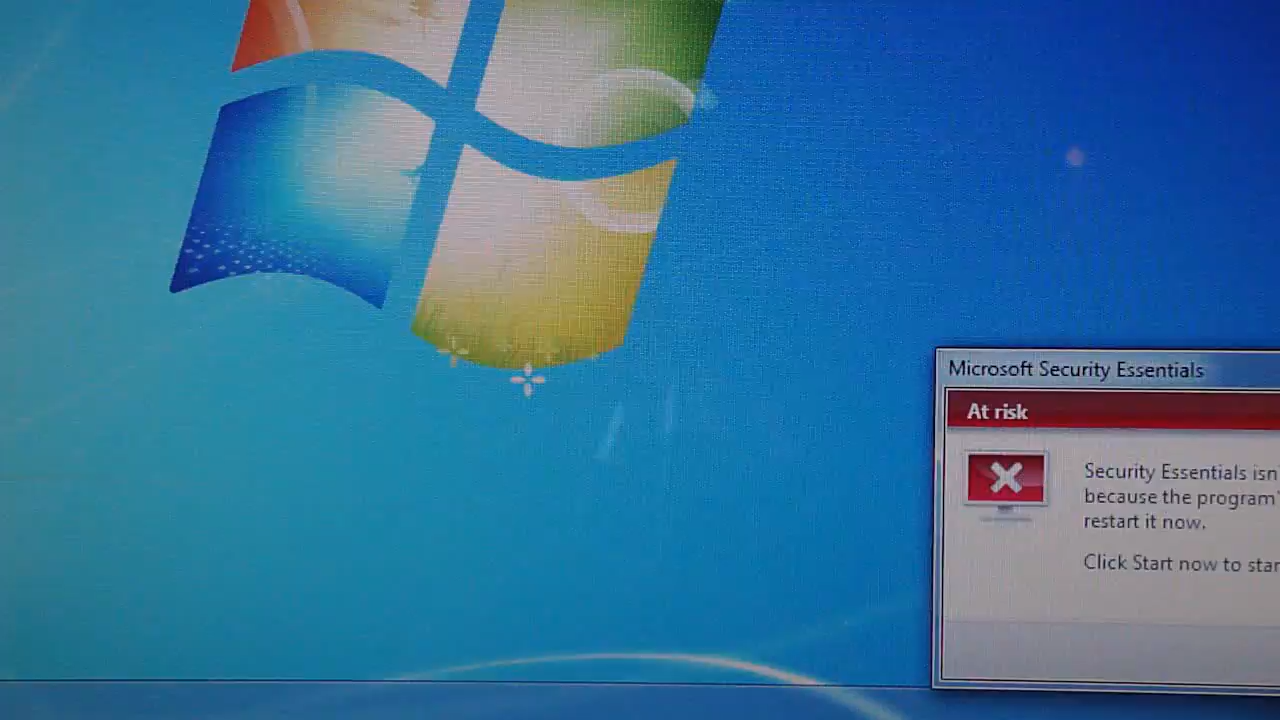 Microsoft Security Essentials
At risk
Security Essentials isn
because the program'
restart it now.
Click Start now to star